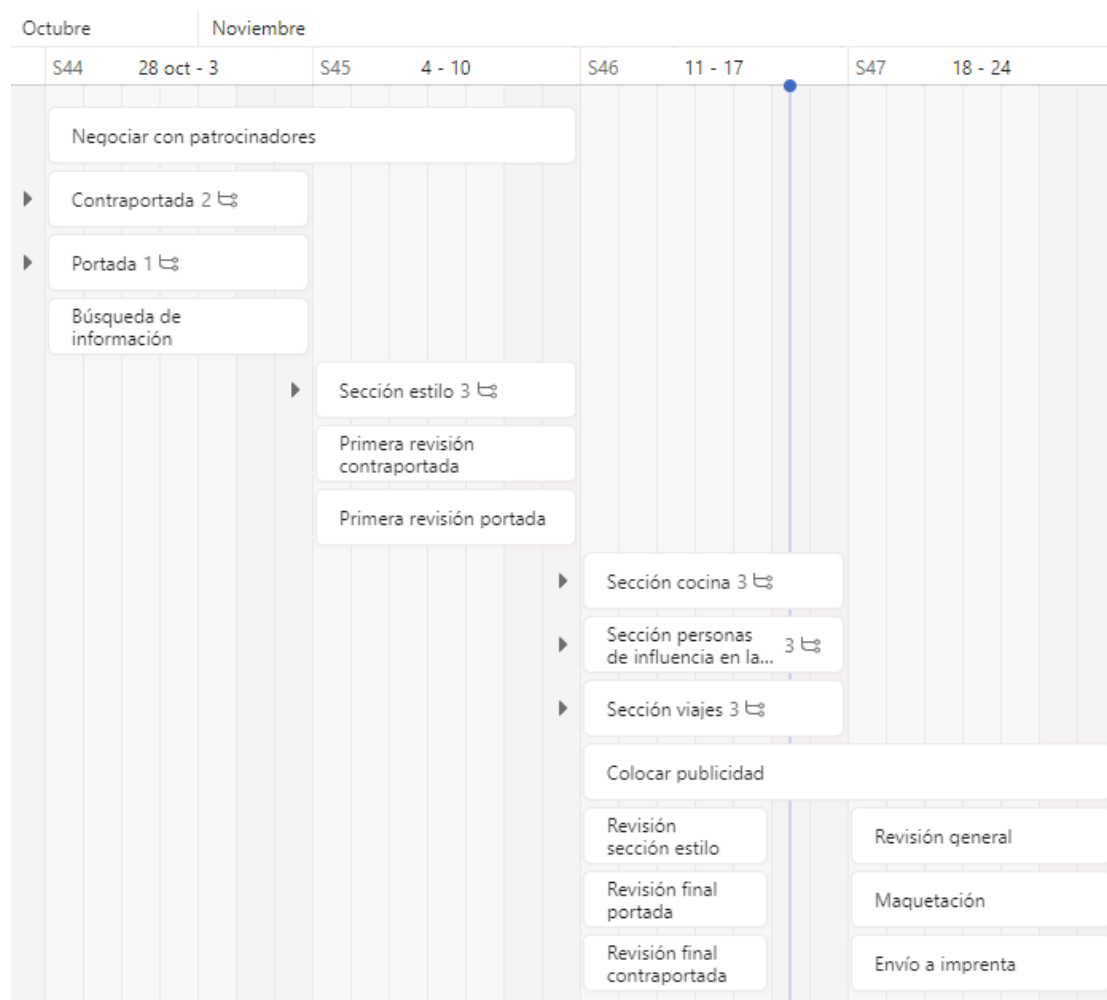 Octubre Noviembre
S44 28 oct - 3 S45 4 - 10 S46 11 - 17 S47 18 - 24
Negociar con patrocinadores
Contraportada 2
Portada 1
Búsqueda de
información
Sección estilo 3
Primera revisión
contraportada
Primera revisión portada
Sección cocina 3
Sección personas
de influencia en la... 3
Sección viajes 3
Colocar publicidad
Revisión
sección estilo
Revisión general
Revisión final
portada
Maquetación
Revisión final
contraportada
Envío a imprenta